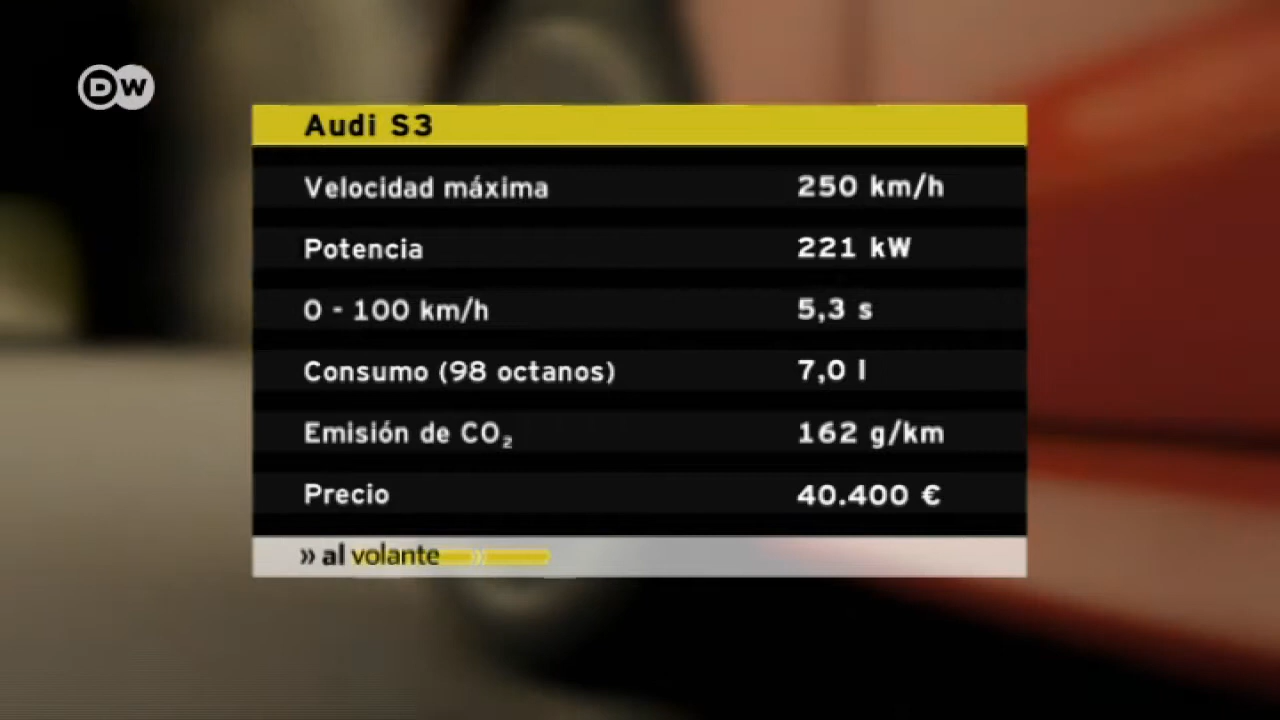 DW
Audi S3
Velocidad máxima 250 km/h
Potencia 221 kW
0 - 100 km/h 5,3 s
Consumo (98 octanos) 7,0 l
Emisión de CO₂ 162 g/km
Precio 40.400 €
» al volante »